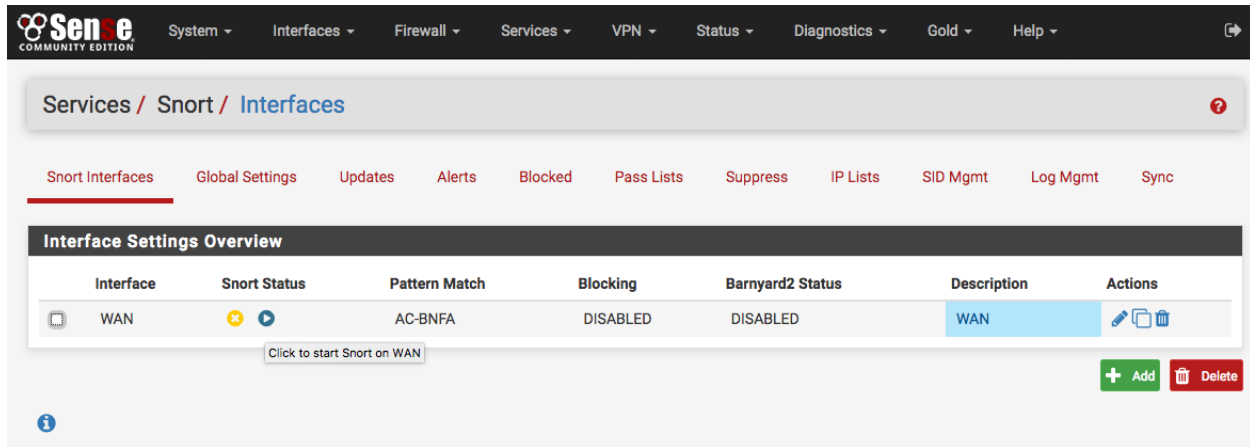 Sense
COMMUNITY EDITION
System Interfaces Firewall Services VPN Status Diagnostics Gold Help
Services / Snort / Interfaces
Snort Interfaces Global Settings Updates Alerts Blocked Pass Lists Suppress IP Lists SID Mgmt Log Mgmt Sync
Interface Settings Overview
Interface Snort Status Pattern Match Blocking Barnyard2 Status Description Actions
WAN AC-BNFA DISABLED DISABLED WAN
Click to start Snort on WAN
Add Delete